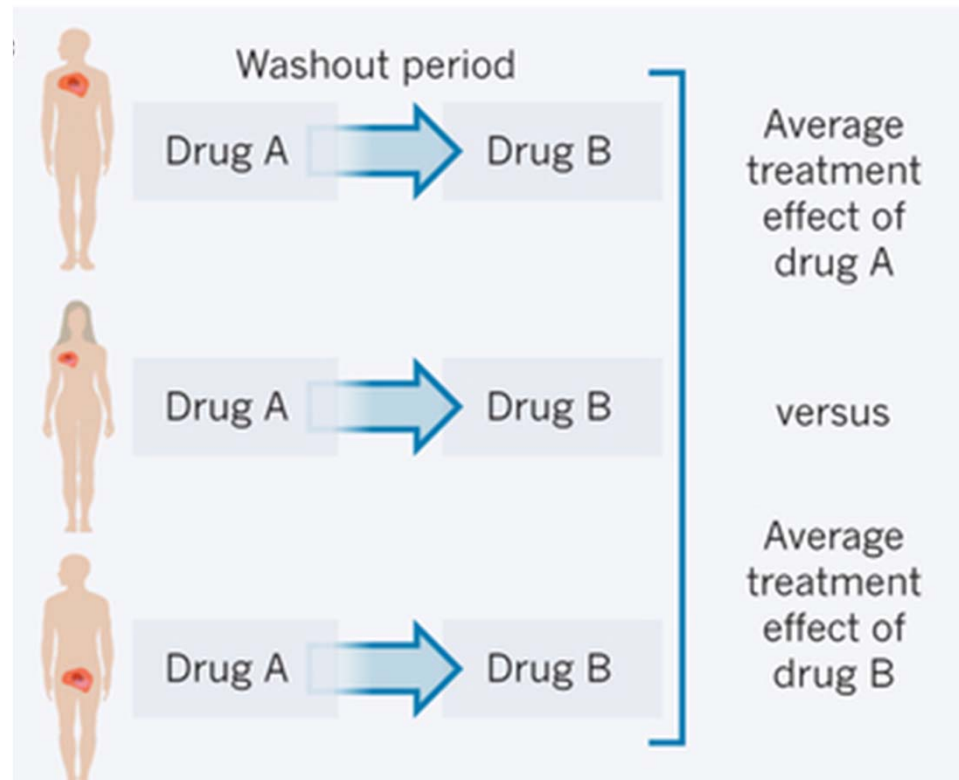 Washout period
Drug A
Drug B
Drug A
Drug B
Drug A
Drug B
Average
treatment
effect of
drug A
versus
Average
treatment
effect of
drug B